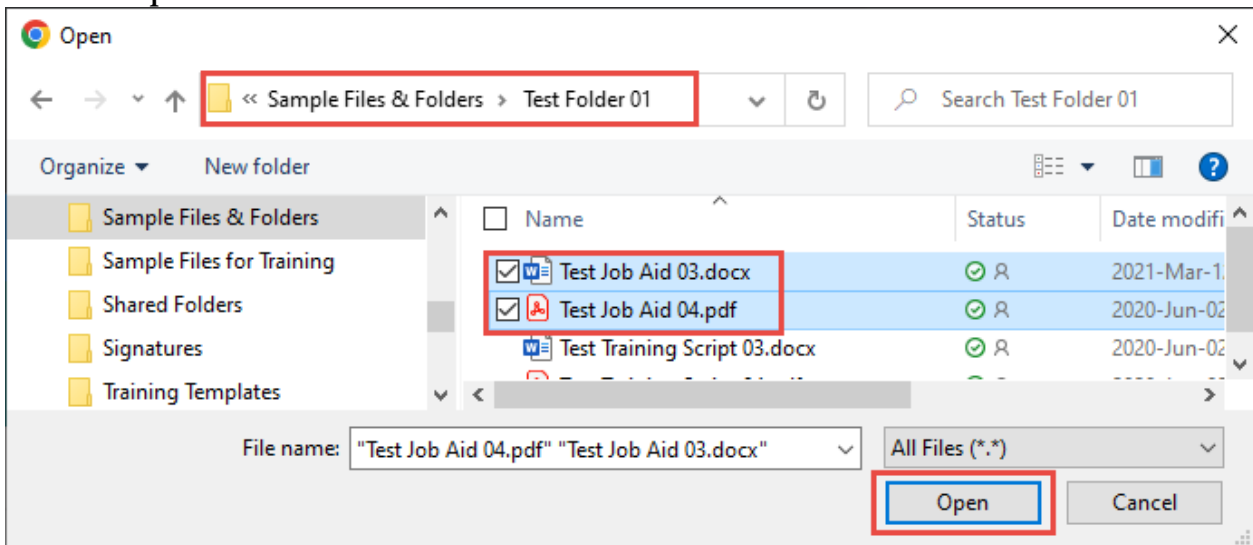 Open
« Sample Files & Folders > Test Folder 01
Search Test Folder 01
Organize
New folder
Sample Files & Folders
Sample Files for Training
Shared Folders
Signatures
Training Templates
Name Status Date modifi
Test Job Aid 03.docx 2021-Mar-1
Test Job Aid 04.pdf 2020-Jun-02
Test Training Script 03.docx 2020-Jun-02
File name: "Test Job Aid 04.pdf" "Test Job Aid 03.docx" All Files (*.*)
Open Cancel